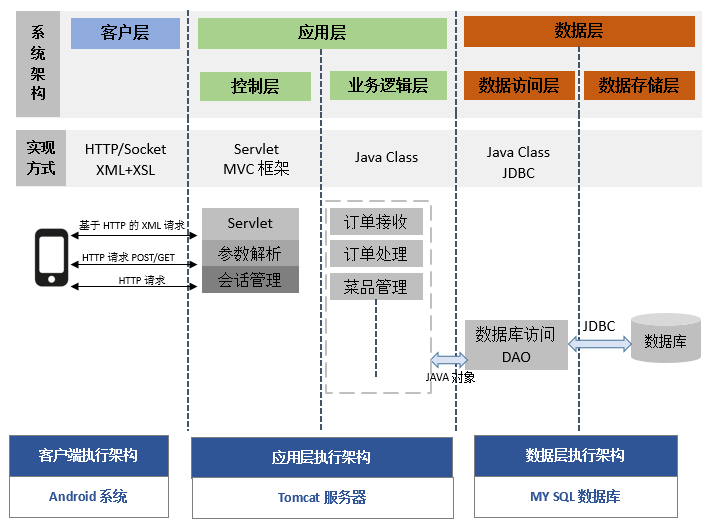 系统架构
客户层
应用层
数据层
控制层
业务逻辑层
数据访问层
数据存储层
实现
方式
HTTP/Socket
XML+XSL
Servlet
MVC 框架
Java Class
Java Class
JDBC
基于 HTTP 的 XML 请求
HTTP 请求 POST/GET
HTTP 请求
Servlet
参数解析
会话管理
订单接收
订单处理
菜品管理
数据库访问
DAO
JAVA 对象
JDBC
数据库
客户端执行架构
Android 系统
应用层执行架构
Tomcat 服务器
数据层执行架构
MY SQL 数据库